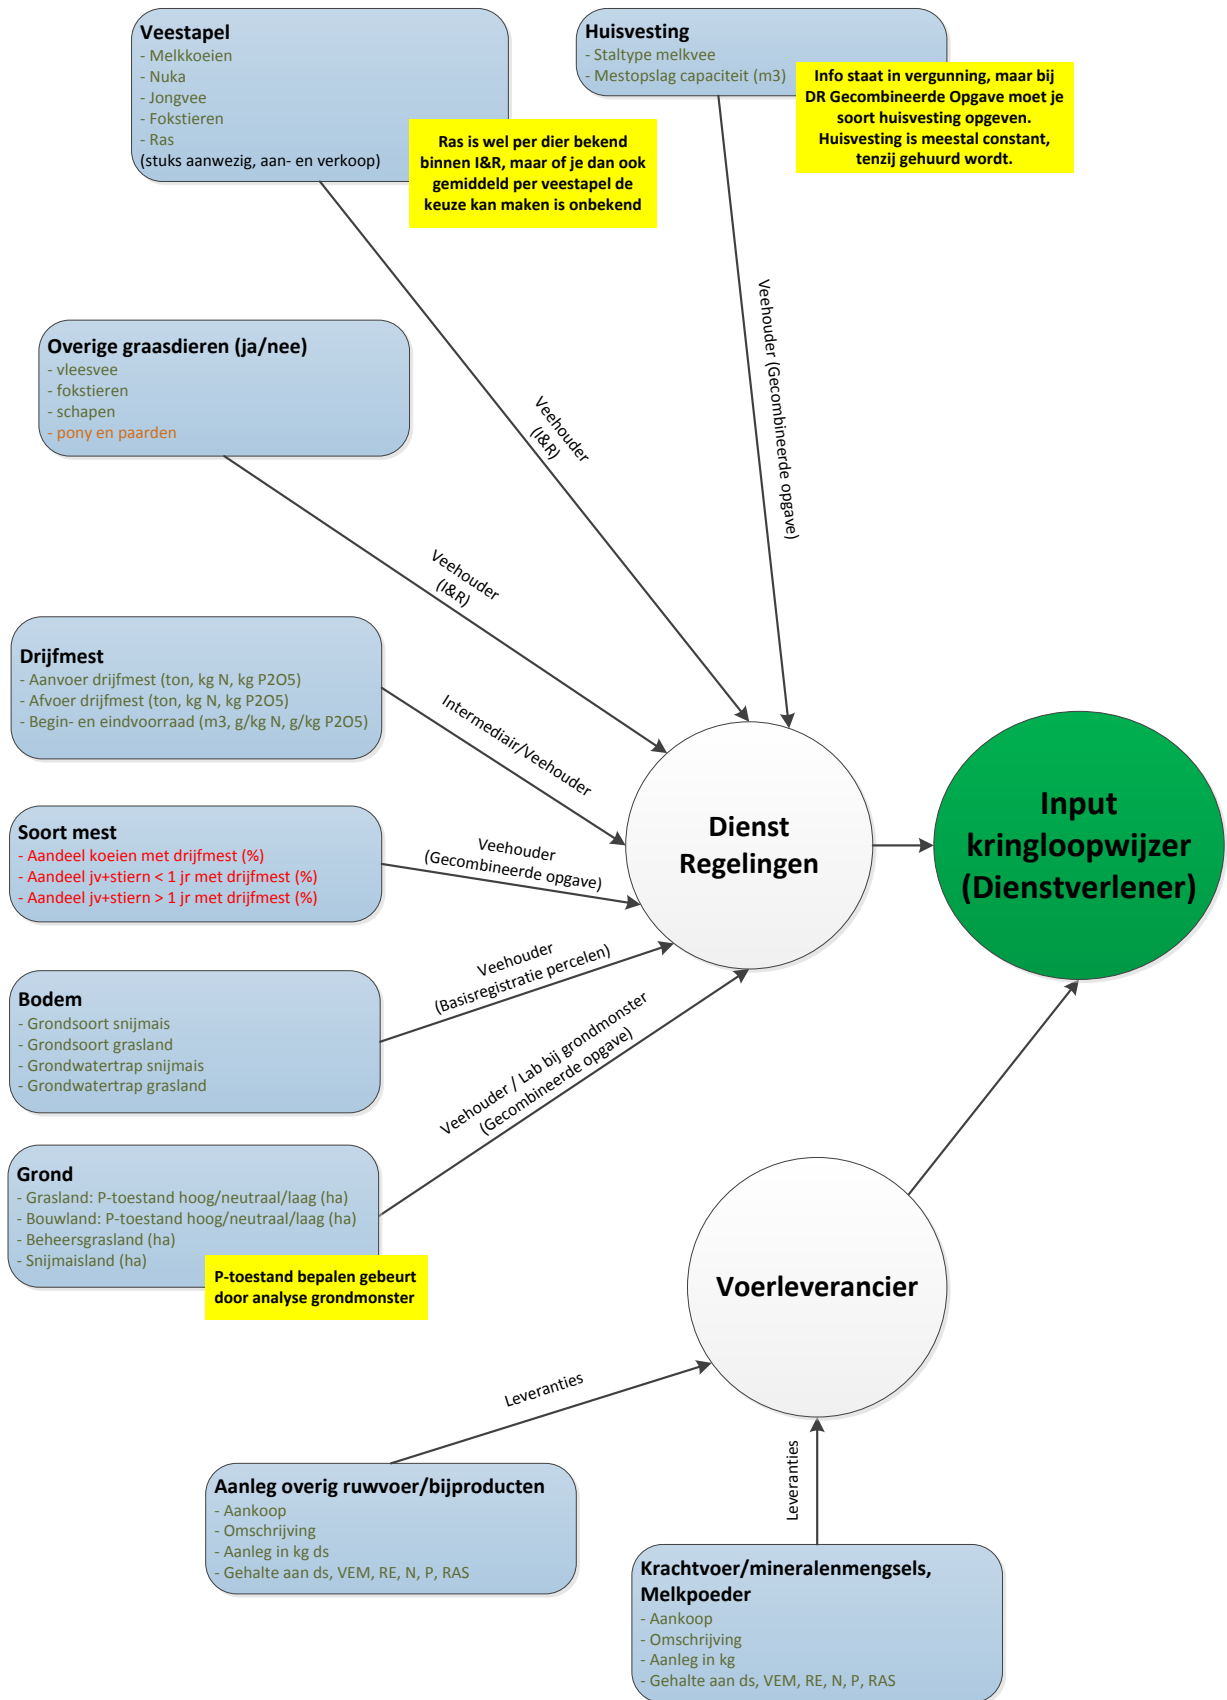 Veestapel
- Melkkoeien
- Nuka
- Jongvee
- Fokstieren
- Ras
(stuks aanwezig, aan- en verkoop)
Ras is wel per dier bekend
binnen I&R, maar of je dan ook
gemiddeld per veestapel de
keuze kan maken is onbekend
Huisvesting
- Staltype melkvee
- Mestopslag capaciteit (m3)
Info staat in vergunning, maar bij
DR Gecombineerde Opgave moet je
soort huisvesting opgeven.
Huisvesting is meestal constant,
tenzij gehuurd wordt.
Veehouder (Gecombineerde opgave)
Veehouder
(I&R)
Overige graasdieren (ja/nee)
- vleesvee
- fokstieren
- schapen
- pony en paarden
Veehouder
(I&R)
Drijfmest
- Aanvoer drijfmest (ton, kg N, kg P2O5)
- Afvoer drijfmest (ton, kg N, kg P2O5)
- Begin- en eindvoorraad (m3, g/kg N, g/kg P2O5)
Intermediair/Veehouder
Soort mest
- Aandeel koeien met drijfmest (%)
- Aandeel jv+stiern < 1 jr met drijfmest (%)
- Aandeel jv+stiern > 1 jr met drijfmest (%)
Veehouder
(Gecombineerde opgave)
Dienst
Regelingen
Input
kringloopwijzer
(Dienstverlener)
Bodem
- Grondsoort snijmais
- Grondsoort grasland
- Grondwatertrap snijmais
- Grondwatertrap grasland
Veehouder
(Basisregistratie percelen)
Grond
- Grasland: P-toestand hoog/neutraal/laag (ha)
- Bouwland: P-toestand hoog/neutraal/laag (ha)
- Beheersgrasland (ha)
- Snijmaisland (ha)
P-toestand bepalen gebeurt
door analyse grondmonster
Veehouder / Lab bij grondmonster
(Gecombineerde opgave)
Voerleverancier
Leveranties
Leveranties
Aanleg overig ruwvoer/bijproducten
- Aankoop
- Omschrijving
- Aanleg in kg ds
- Gehalte aan ds, VEM, RE, N, P, RAS
Krachtvoer/mineralenmengsels,
Melkpoeder
- Aankoop
- Omschrijving
- Aanleg in kg
- Gehalte aan ds, VEM, RE, N, P, RAS